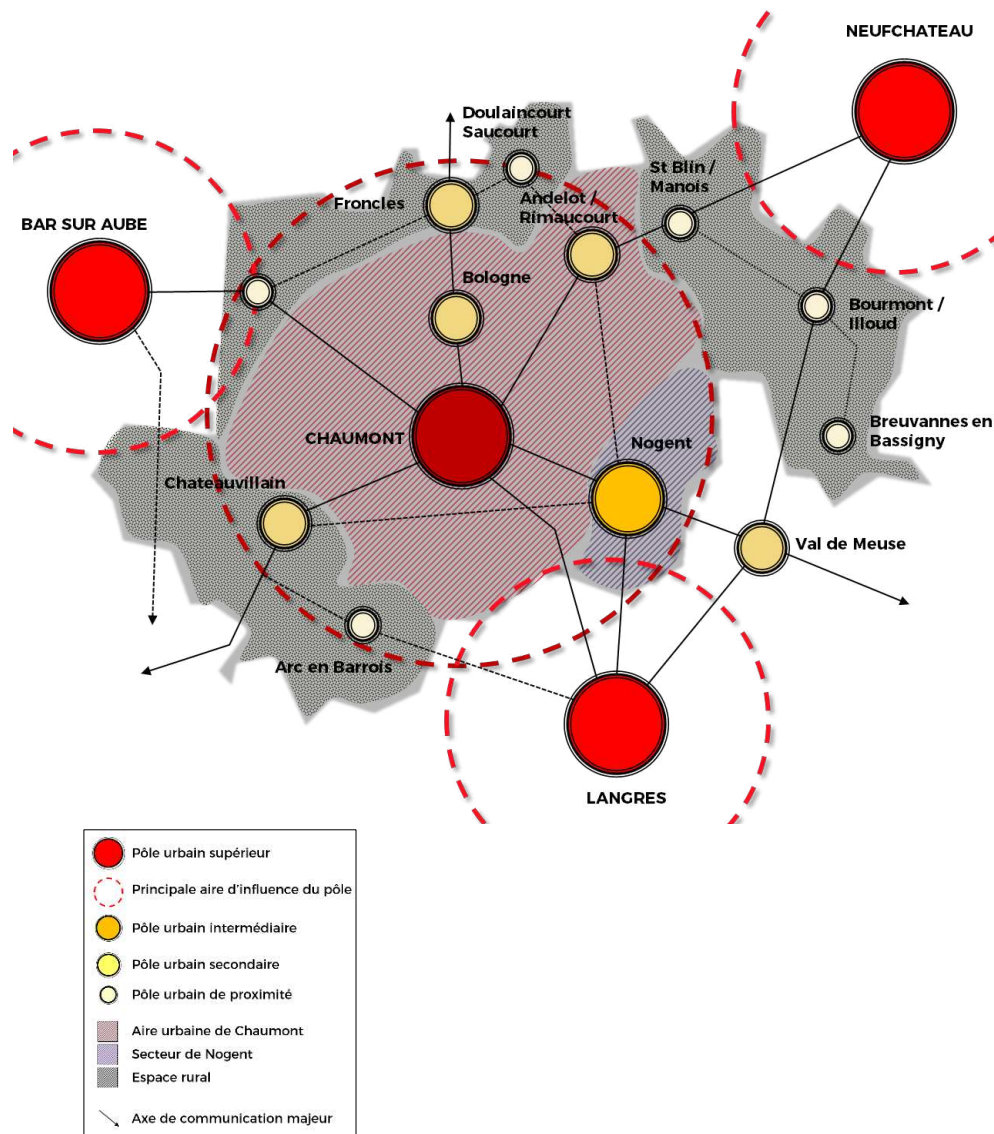 NEUFCHATEAU
Doulaincourt
Saucourt
St Blin /
Manois
Froncles
Andelot /
Rimaucourt
BAR SUR AUBE
Bologne
Bourmont /
Illoud
CHAUMONT
Nogent
Breuvannes en
Bassigny
Chateauvillain
Val de Meuse
Arc en Barrois
LANGRES
Pôle urbain supérieur
Principale aire d'influence du pôle
Pôle urbain intermédiaire
Pôle urbain secondaire
Pôle urbain de proximité
Aire urbaine de Chaumont
Secteur de Nogent
Espace rural
Axe de communication majeur